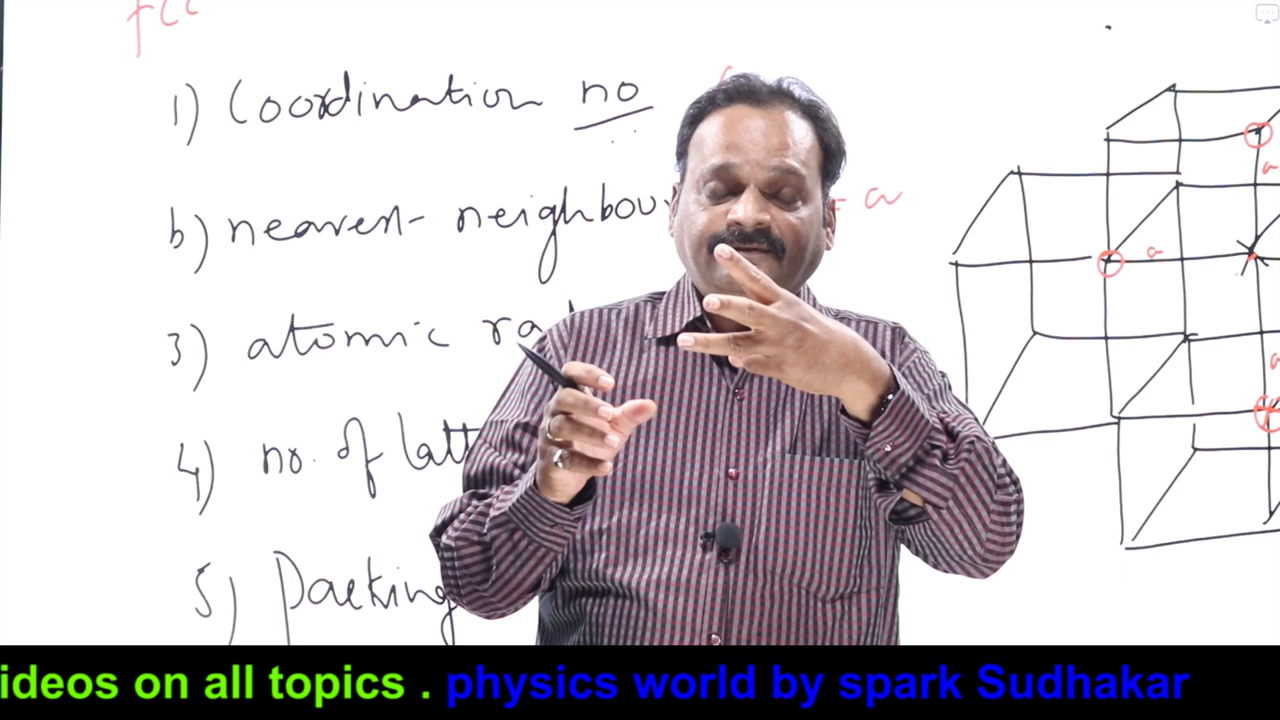 fcc
1) Coordination no
b) nearest neighbou
3) atomic ra
4) no. of latt
5) Packing
a
a
a
ideos on all topics . physics world by spark Sudhakar